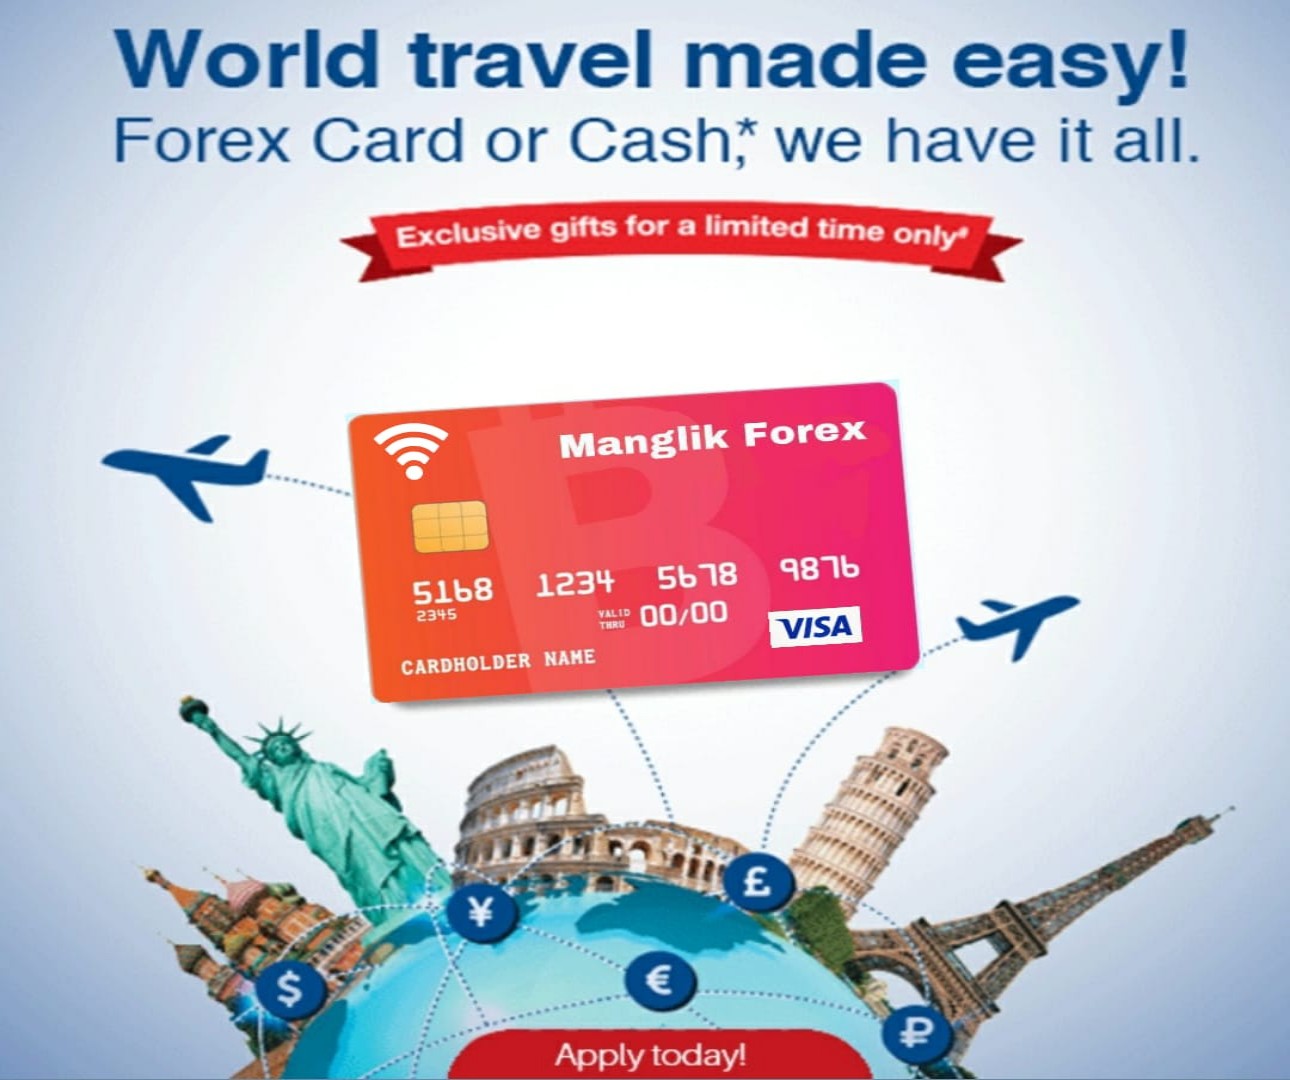 World travel made easy!
Forex Card or Cash,* we have it all.
Exclusive gifts for a limited time only#
Manglik Forex
5168 1234 5678 9876
2345
VALID THRU 00/00
VISA
CARDHOLDER NAME
¥
£
$
€
₽
Apply today!